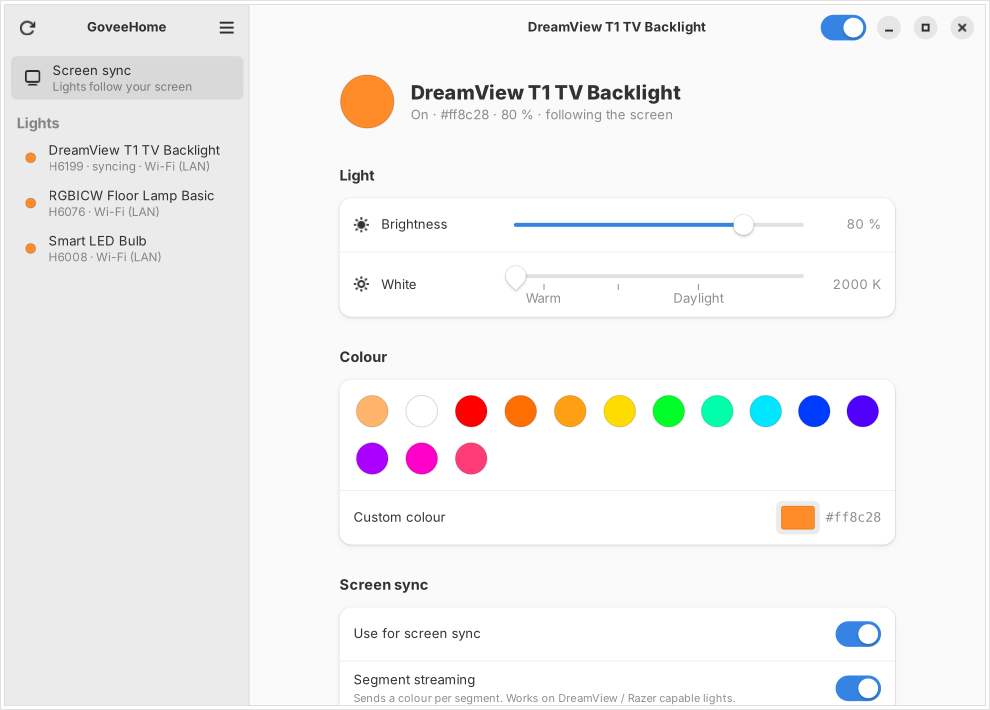 GoveeHome
DreamView T1 TV Backlight
Screen sync
Lights follow your screen
Lights
DreamView T1 TV Backlight
H6199 · syncing · Wi-Fi (LAN)
RGBICW Floor Lamp Basic
H6076 · Wi-Fi (LAN)
Smart LED Bulb
H6008 · Wi-Fi (LAN)
DreamView T1 TV Backlight
On · #ff8c28 · 80 % · following the screen
Light
Brightness
80 %
White
2000 K
Warm
Daylight
Colour
Custom colour
#ff8c28
Screen sync
Use for screen sync
Segment streaming
Sends a colour per segment. Works on DreamView / Razer capable lights.